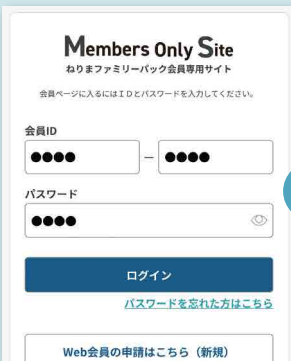 Members Only Site
ねりまファミリーパック会員専用サイト
会員ページに入るにはＩＤとパスワードを入力してください。
会員ID
●●●● – ●●●●
パスワード
●●●●
ログイン
パスワードを忘れた方はこちら
Web会員の申請はこちら（新規）